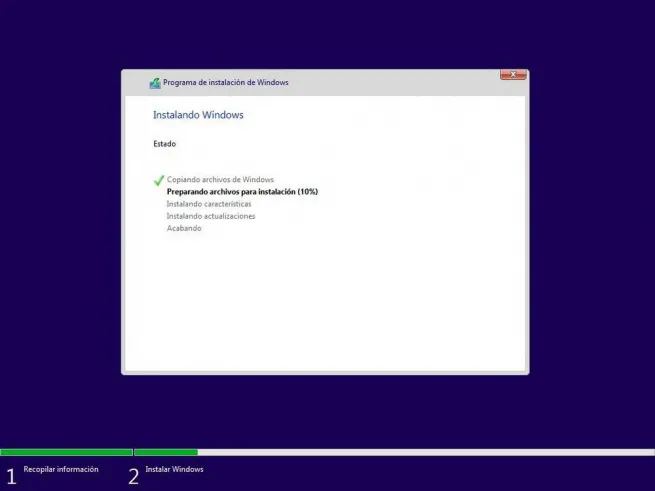 Programa de instalación de Windows
Instalando Windows
Estado
Copiando archivos de Windows
Preparando archivos para instalación (10%)
Instalando características
Instalando actualizaciones
Acabando
1 Recopilar información
2 Instalar Windows